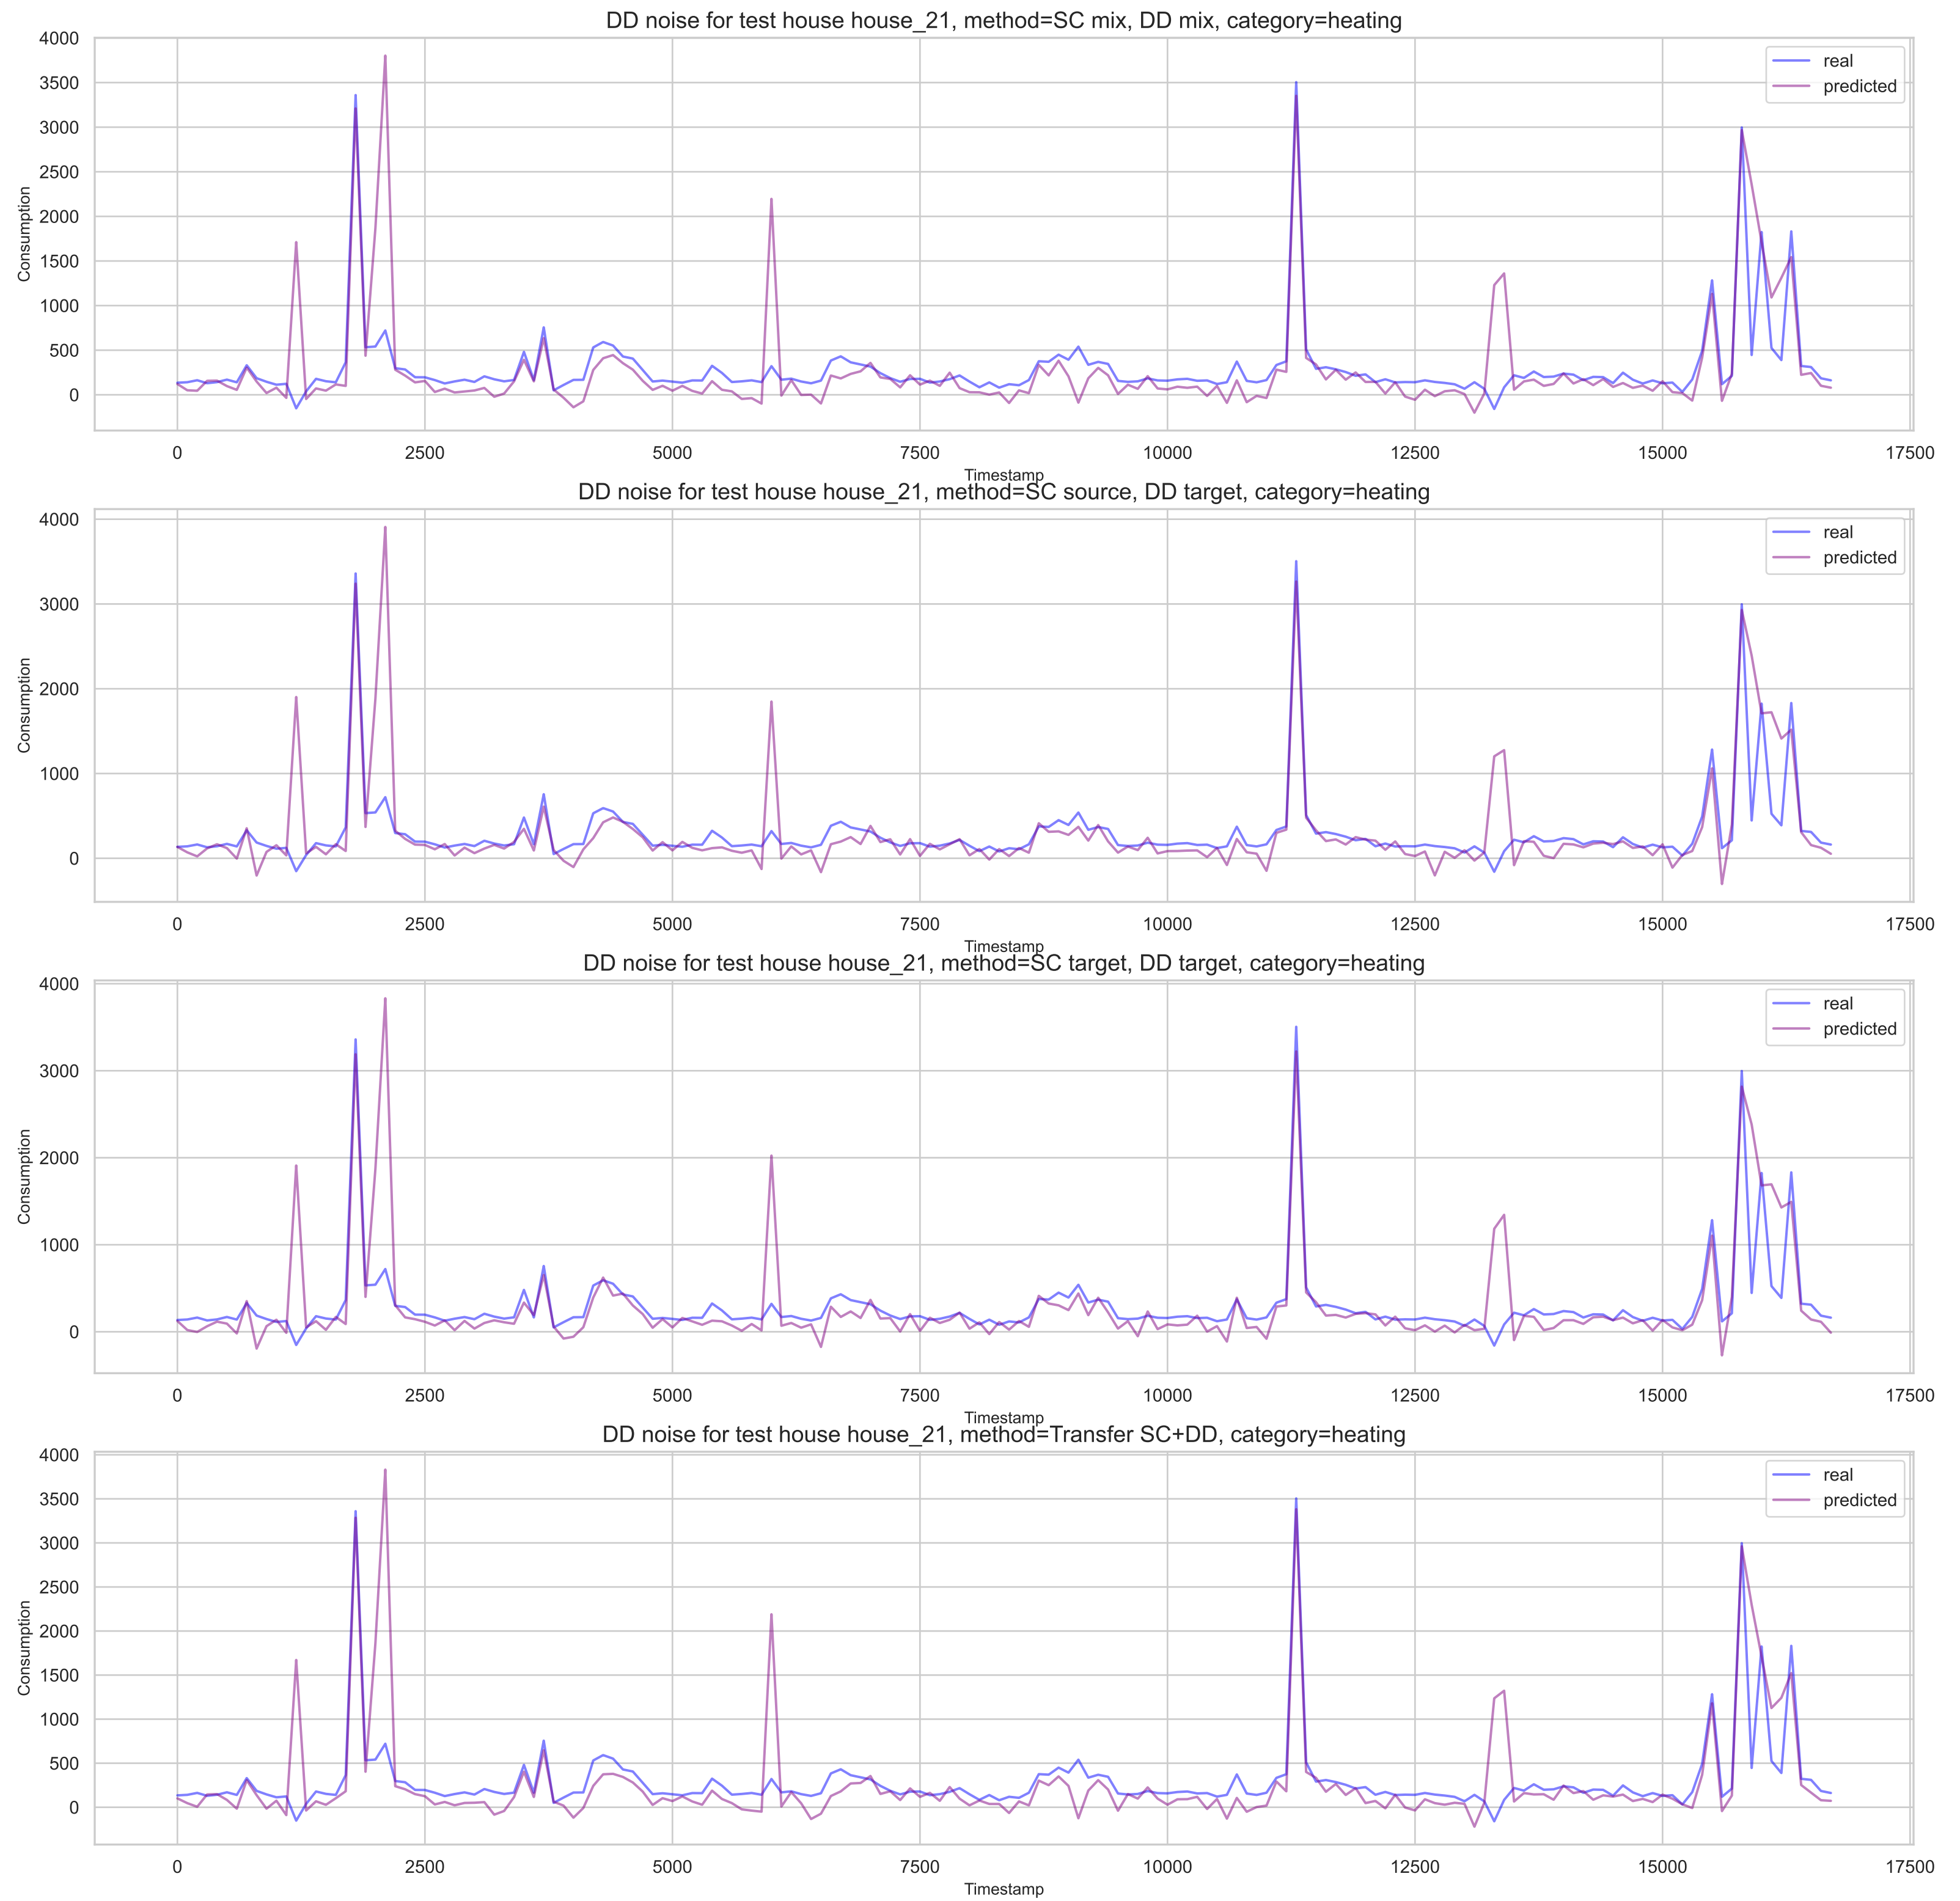 DD noise for test house house_21, method=SC mix, DD mix, category=heating
4000
3500
3000
2500
2000
1500
1000
500
0
Consumption
real
predicted
0 2500 5000 7500 10000 12500 15000 17500
Timestamp
DD noise for test house house_21, method=SC source, DD target, category=heating
4000
3000
2000
1000
0
Consumption
real
predicted
0 2500 5000 7500 10000 12500 15000 17500
Timestamp
DD noise for test house house_21, method=SC target, DD target, category=heating
4000
3000
2000
1000
0
Consumption
real
predicted
0 2500 5000 7500 10000 12500 15000 17500
Timestamp
DD noise for test house house_21, method=Transfer SC+DD, category=heating
4000
3500
3000
2500
2000
1500
1000
500
0
Consumption
real
predicted
0 2500 5000 7500 10000 12500 15000 17500
Timestamp